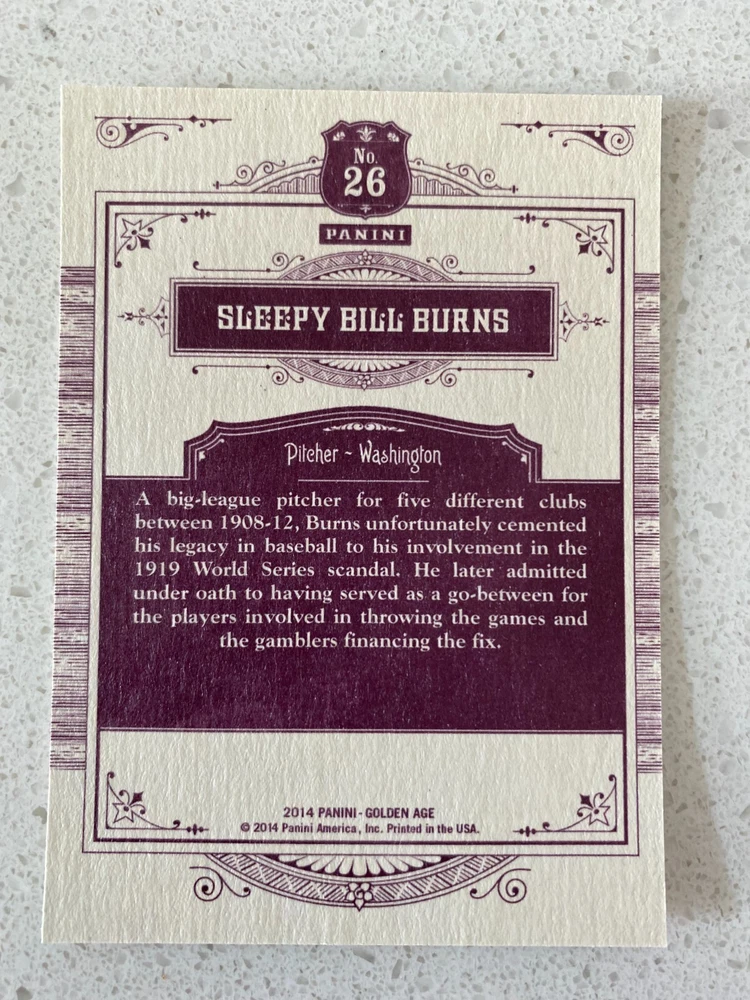 No.
26
PANINI
SLEEPY BILL BURNS
Pitcher ~ Washington
A big-league pitcher for five different clubs
between 1908-12, Burns unfortunately cemented
his legacy in baseball to his involvement in the
1919 World Series scandal. He later admitted
under oath to having served as a go-between for
the players involved in throwing the games and
the gamblers financing the fix.
2014 PANINI - GOLDEN AGE
© 2014 Panini America, Inc. Printed in the USA.